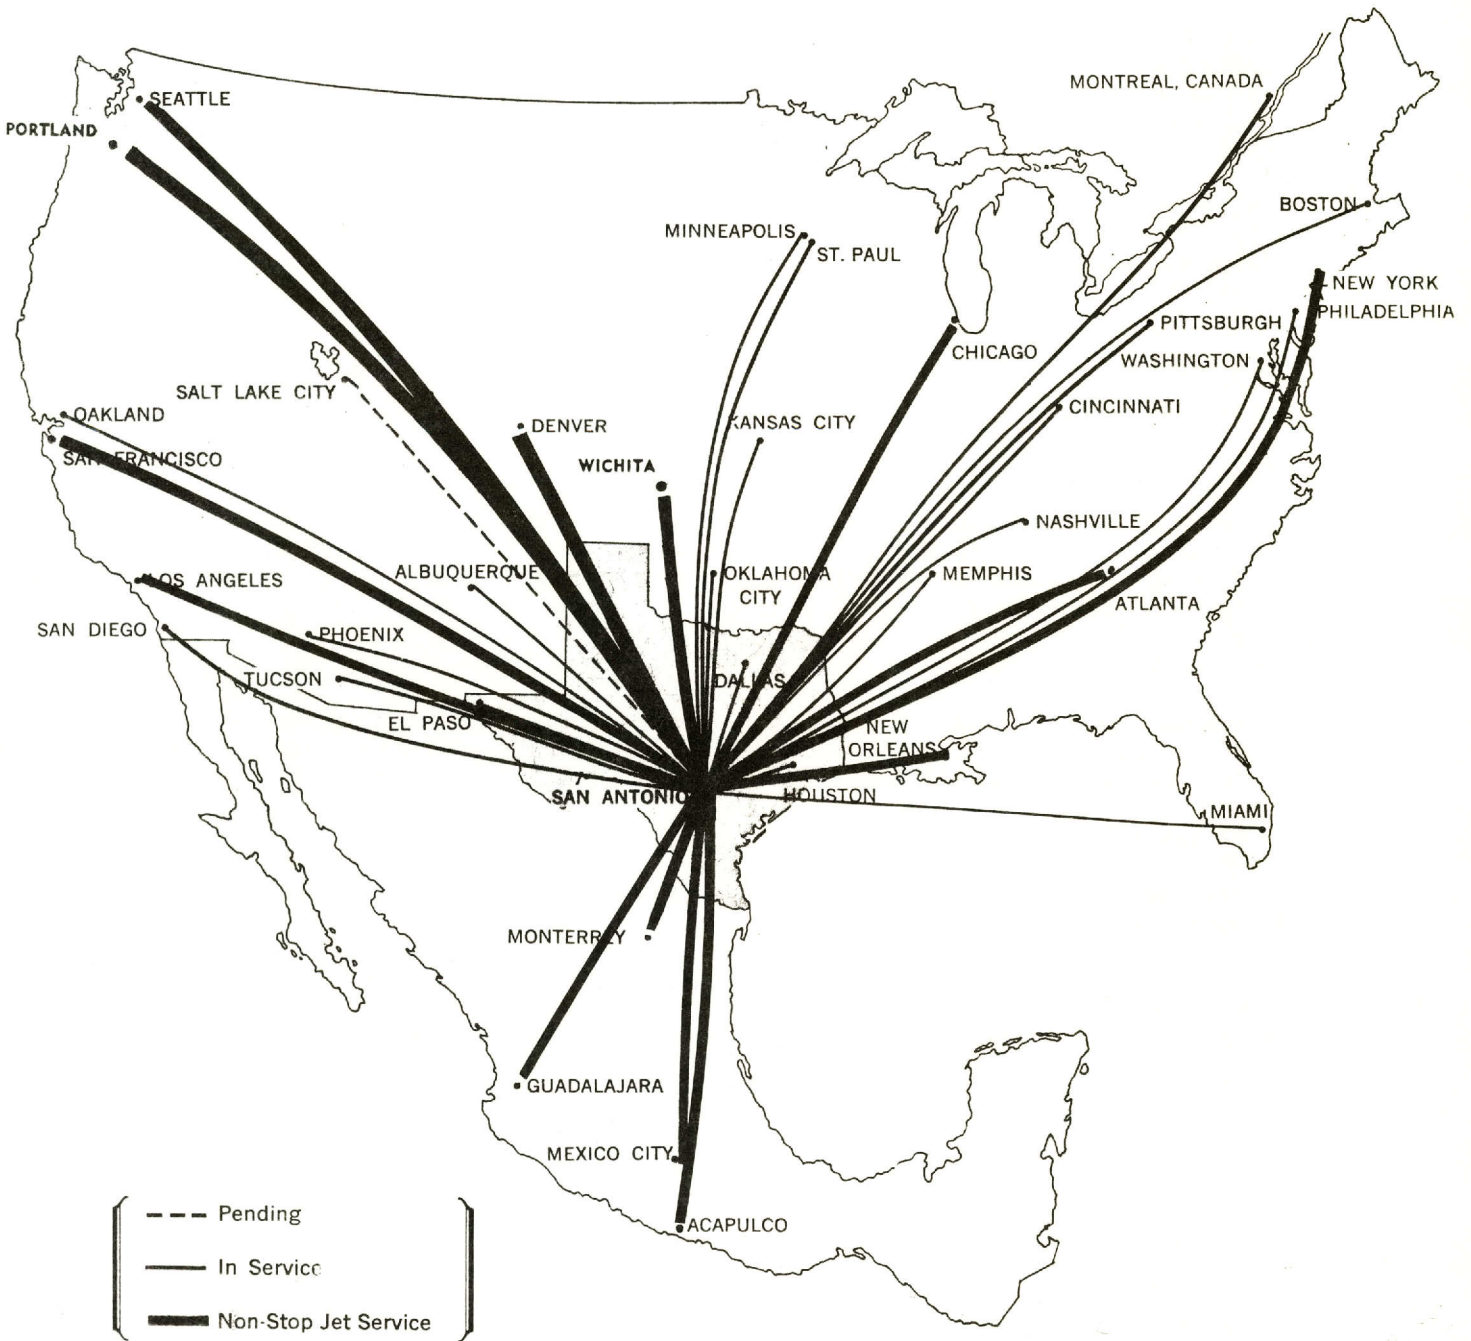 MONTREAL, CANADA
SEATTLE
PORTLAND
BOSTON
MINNEAPOLIS
ST. PAUL
NEW YORK
PHILADELPHIA
PITTSBURGH
WASHINGTON
CHICAGO
SALT LAKE CITY
CINCINNATI
OAKLAND
DENVER
KANSAS CITY
SAN FRANCISCO
WICHITA
NASHVILLE
ALBUQUERQUE
OKLAHOMA
CITY
MEMPHIS
LOS ANGELES
ATLANTA
SAN DIEGO
PHOENIX
TUCSON
DALLAS
EL PASO
NEW
ORLEANS
SAN ANTONIO
HOUSTON
MIAMI
MONTERREY
GUADALAJARA
MEXICO CITY
ACAPULCO
Pending
In Service
Non-Stop Jet Service